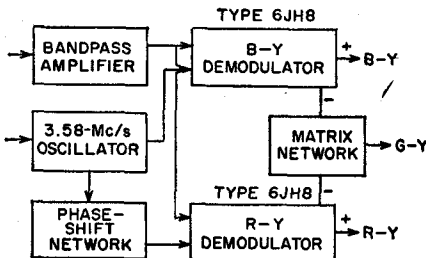 TYPE 6JH8
BANDPASS
AMPLIFIER
B-Y
DEMODULATOR
+
B-Y
-
3.58-Mc/s
OSCILLATOR
MATRIX
NETWORK
G-Y
-
TYPE 6JH8
PHASE-
SHIFT
NETWORK
R-Y
DEMODULATOR
+
R-Y